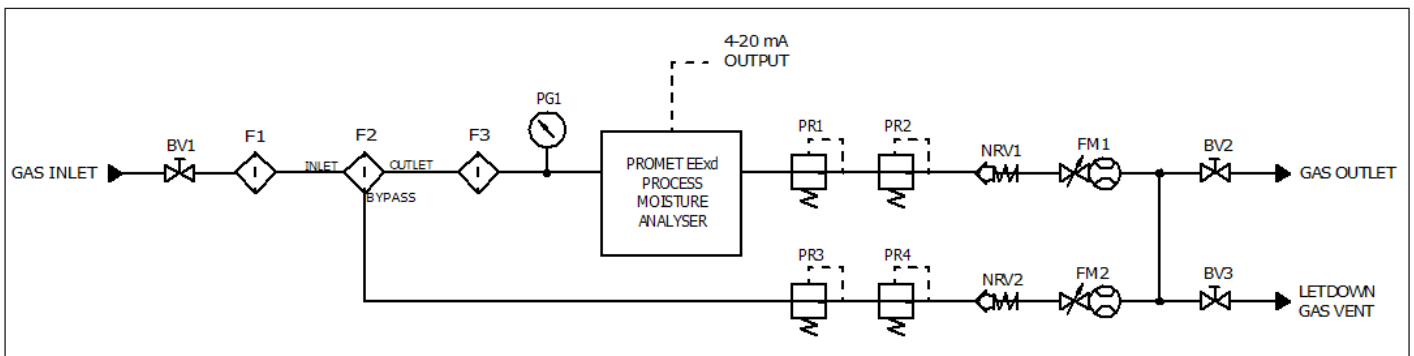 4-20 mA
OUTPUT
PG1
BV1
F1
F2
F3
PR1
PR2
NRV1
FM1
BV2
GAS INLET
INLET
OUTLET
BYPASS
PROMET EExd
PROCESS
MOISTURE
ANALYSER
GAS OUTLET
PR3
PR4
NRV2
FM2
BV3
LETDOWN
GAS VENT